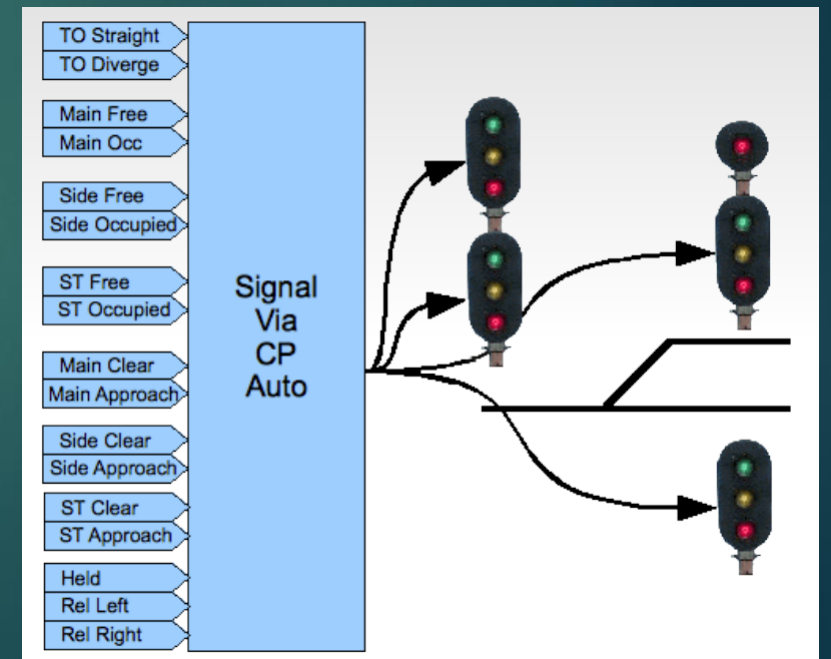 TO Straight
TO Diverge
Main Free
Main Occ
Side Free
Side Occupied
ST Free
ST Occupied
Main Clear
Main Approach
Side Clear
Side Approach
ST Clear
ST Approach
Held
Rel Left
Rel Right
Signal
Via
CP
Auto